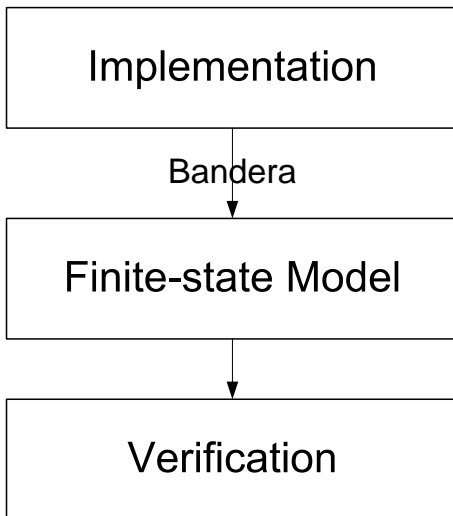 Implementation
Bandera
Finite-state Model
Verification